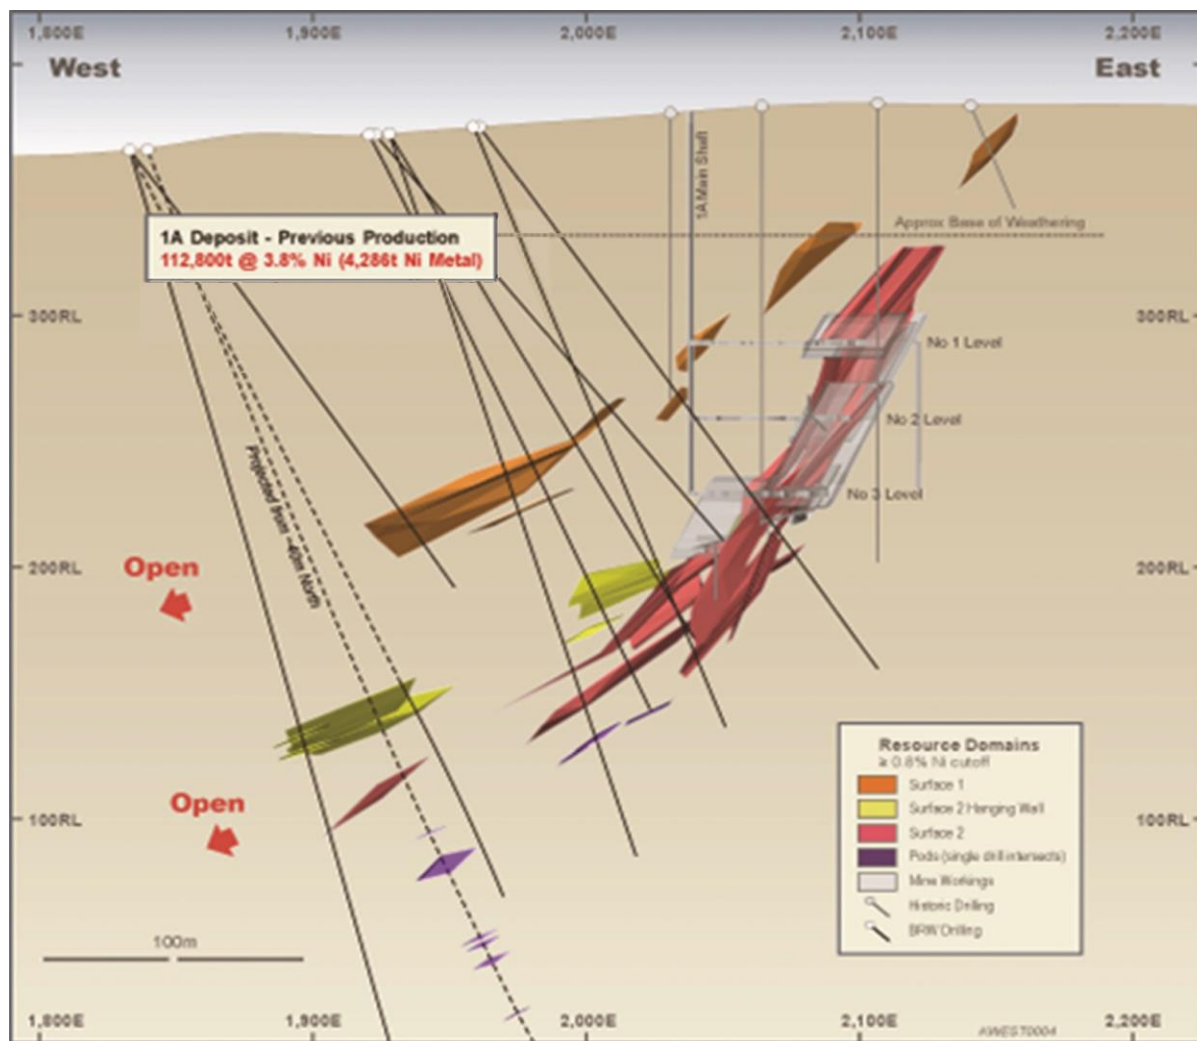 1,800E 1,900E 2,000E 2,100E 2,200E
West East
1A Main Shaft
Approx Base of Weathering
1A Deposit - Previous Production
112,800t @ 3.8% Ni (4,286t Ni Metal)
300RL 300RL
No 1 Level
No 2 Level
No 3 Level
Projected from ~40m North
Open
200RL 200RL
Open
100RL 100RL
Resource Domains
≥ 0.8% Ni cutoff
Surface 1
Surface 2 Hanging Wall
Surface 2
Pods (single drill intersects)
Mine Workings
Historic Drilling
BRW Drilling
100m
1,800E 1,900E 2,000E 2,100E 2,200E
KWEST0004